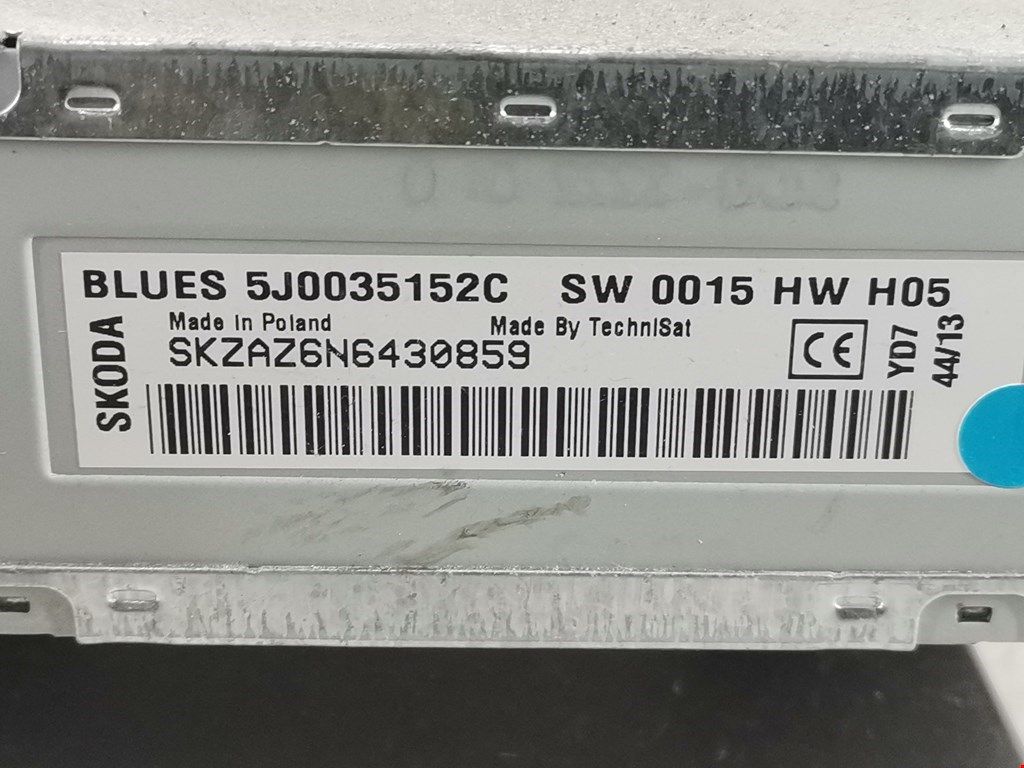 BLUES 5J0035152C SW 0015 HW H05
Made in Poland Made By TechniSat
SKZAZ6N6430859
SKODA
CE
YD7
44/13